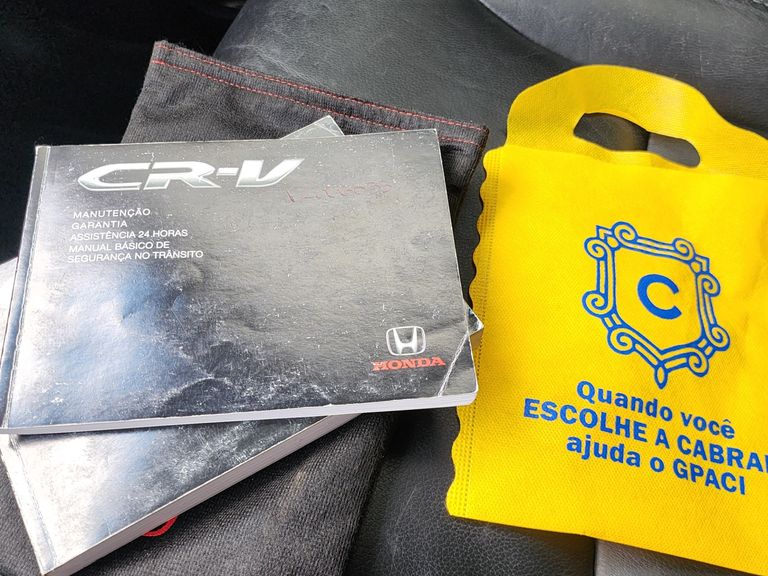 CR-V
MANUTENÇÃO
GARANTIA
ASSISTÊNCIA 24 HORAS
MANUAL BÁSICO DE
SEGURANÇA NO TRÂNSITO
HONDA
C
Quando você
ESCOLHE A CABRAL
ajuda o GPACI